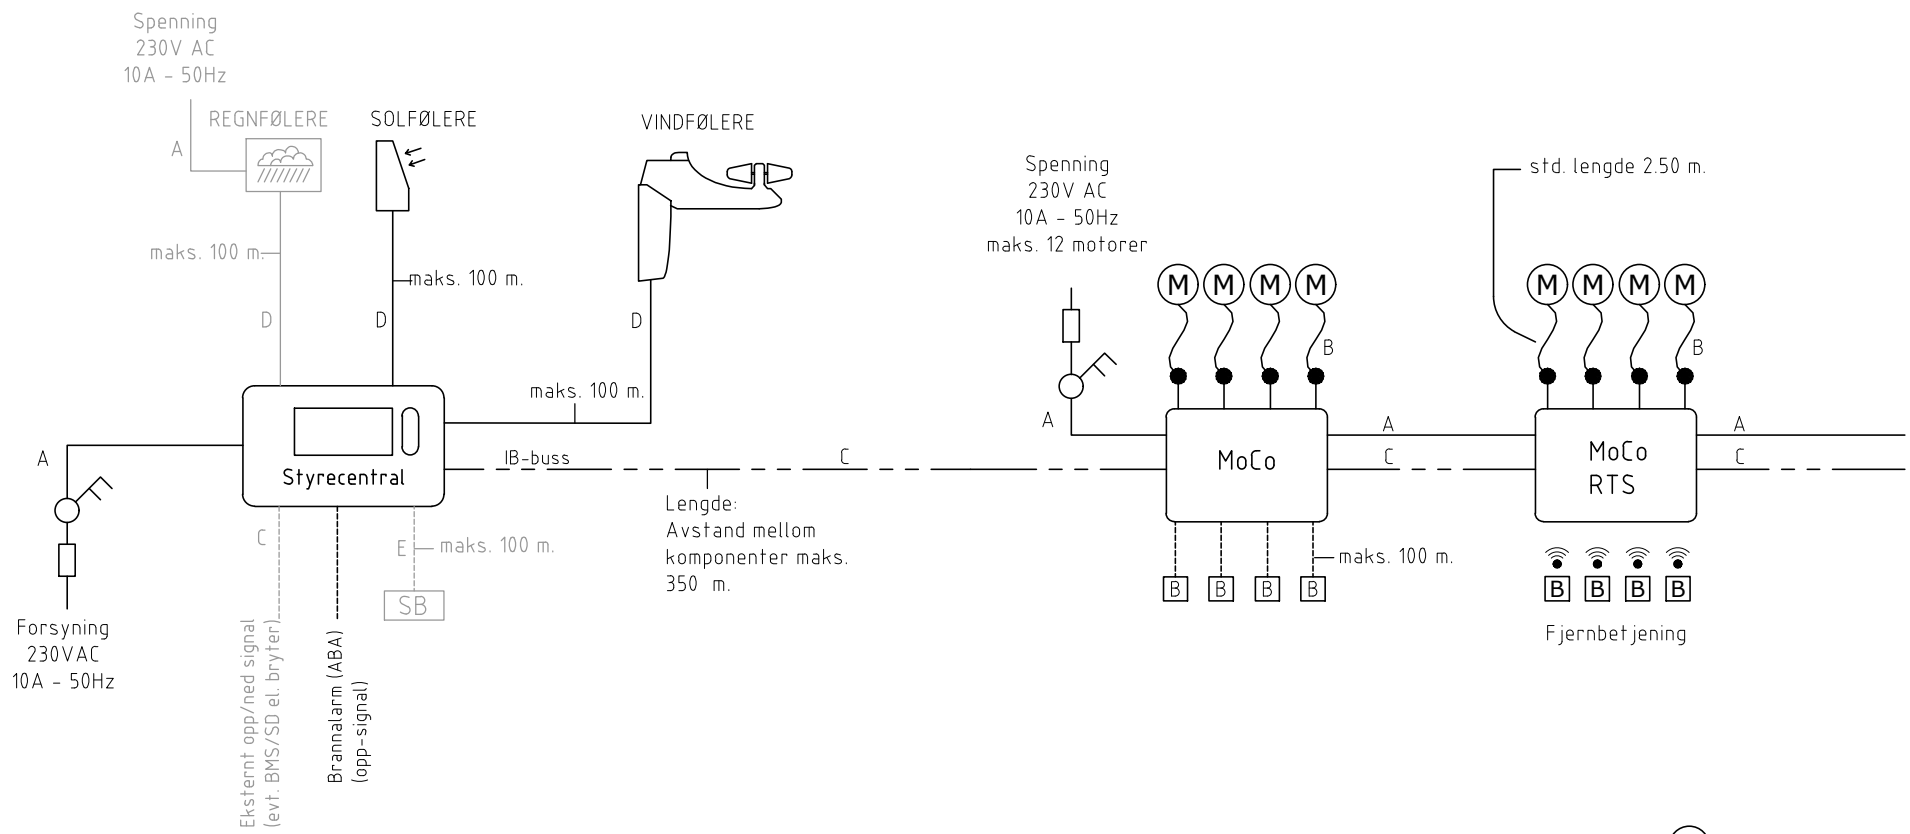 Spenning
230V AC
10A - 50Hz
A
REGNFØLERE
maks. 100 m.
D
SOLFØLERE
maks. 100 m.
D
VINDFØLERE
D
maks. 100 m.
A
Styrecentral
IB-buss
C
Lengde:
Avstand mellom
komponenter maks.
350 m.
Forsyning
230VAC
10A - 50Hz
C
Eksternt opp/ned signal
(evt. BMS/SD el. bryter)
Brannalarm (ABA)
(opp-signal)
E
maks. 100 m.
SB
Spenning
230V AC
10A - 50Hz
maks. 12 motorer
A
M M M M
B
MoCo
maks. 100 m.
B B B B
A
C
std. lengde 2.50 m.
M M M M
B
MoCo
RTS
B B B B
Fjernbetjening
A
C